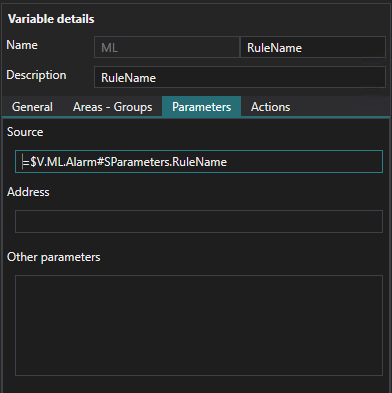 Variable details
Name ML RuleName
Description RuleName
General Areas - Groups Parameters Actions
Source
=$V.ML.Alarm#SParameters.RuleName
Address
Other parameters